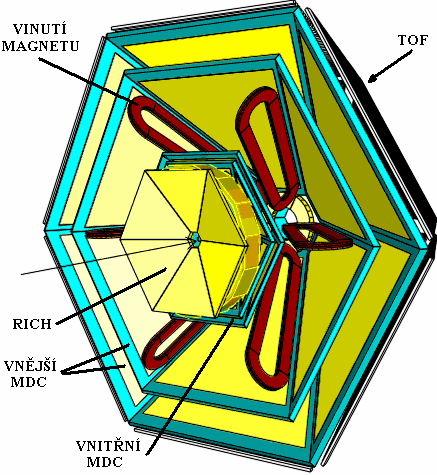 VINUTÍ
MAGNETU
TOF
RICH
VNĚJŠÍ
MDC
VNITŘNÍ
MDC